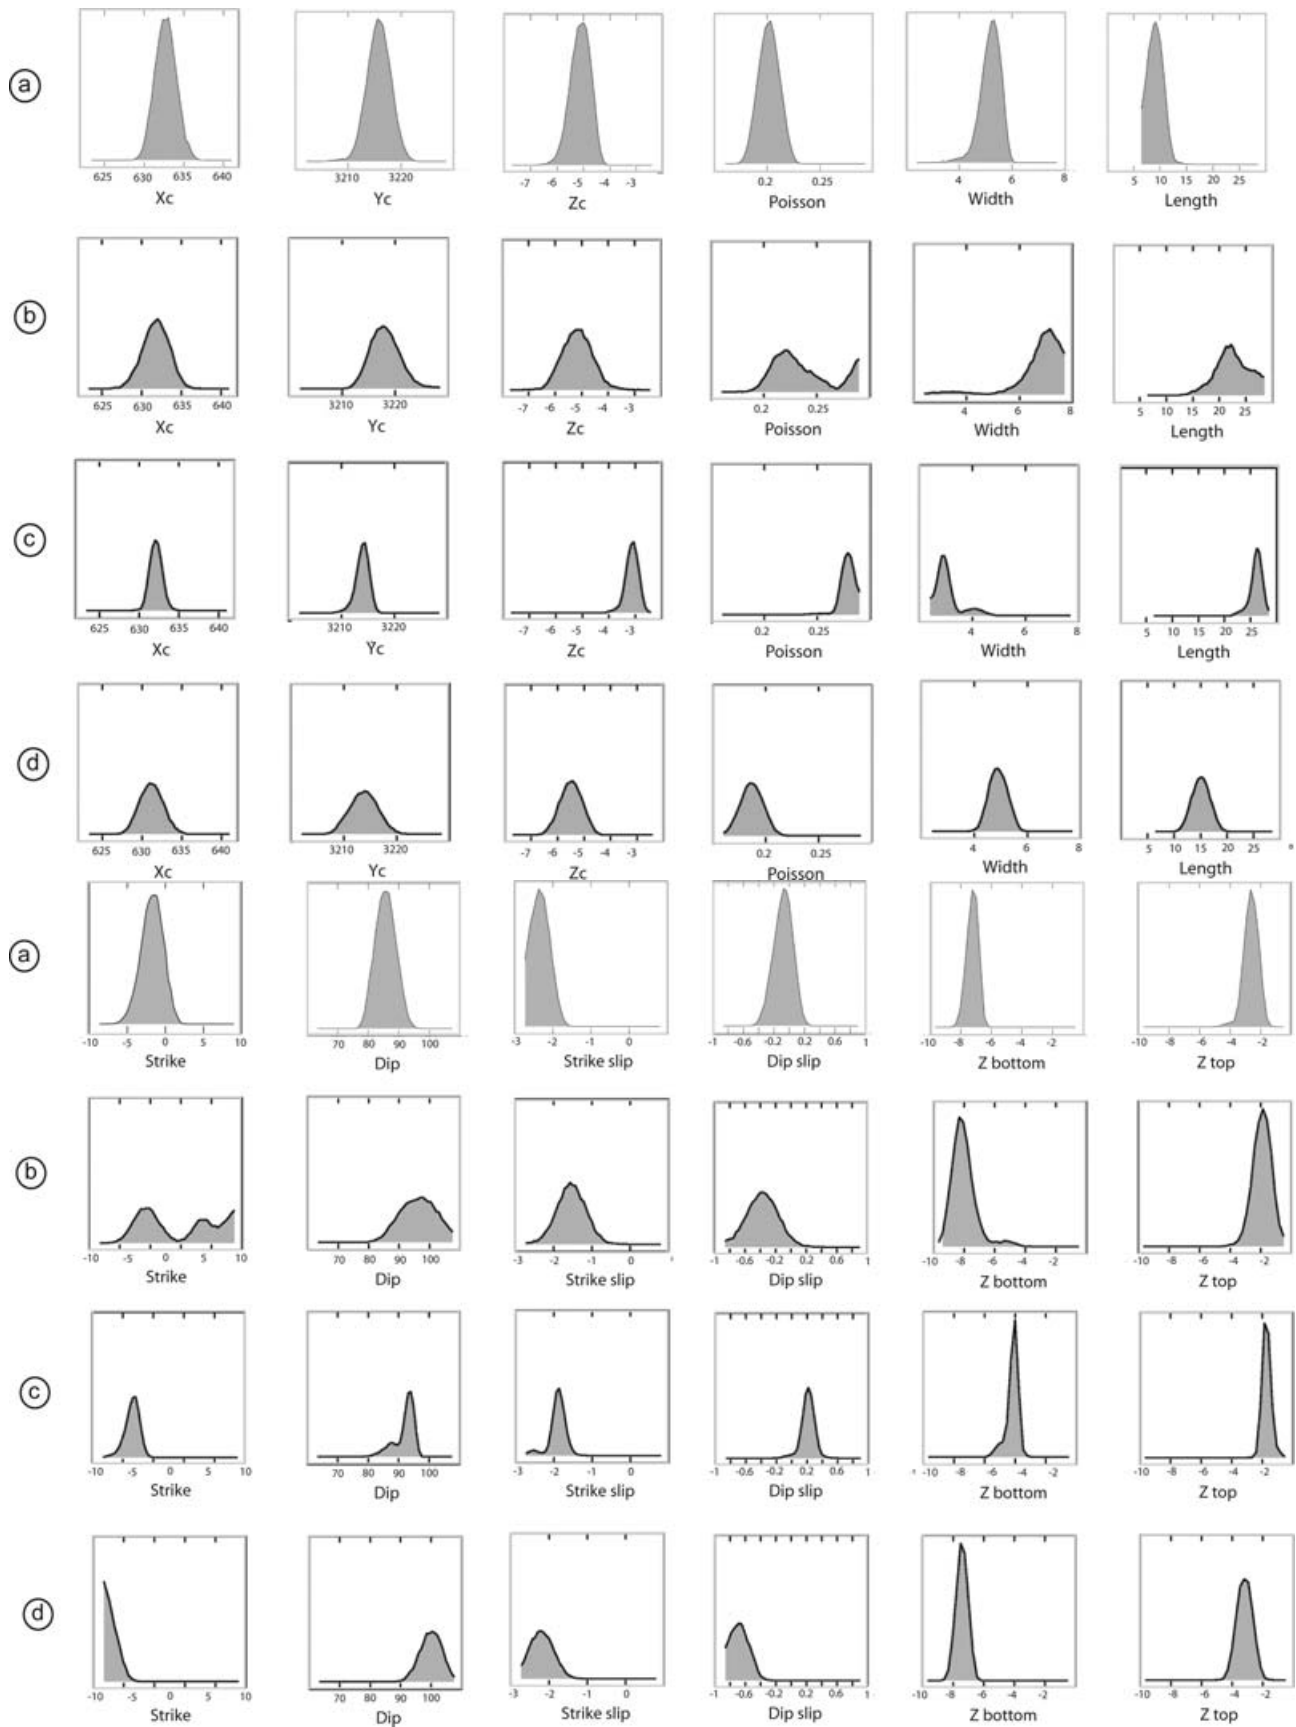 a
625 630 635 640 3210 3220 -7 -6 -5 -4 -3 0.2 0.25 4 6 8 5 10 15 20 25
Xc Yc Zc Poisson Width Length
b
625 630 635 640 3210 3220 -7 -6 -5 -4 -3 0.2 0.25 4 6 8 5 10 15 20 25
Xc Yc Zc Poisson Width Length
c
625 630 635 640 3210 3220 -7 -6 -5 -4 -3 0.2 0.25 4 6 8 5 10 15 20 25
Xc Yc Zc Poisson Width Length
d
625 630 635 640 3210 3220 -7 -6 -5 -4 -3 0.2 0.25 4 6 8 5 10 15 20 25
Xc Yc Zc Poisson Width Length
a
-10 -5 0 5 10 70 80 90 100 -3 -2 -1 0 -1 -0.6 -0.2 0.2 0.6 1 -10 -8 -6 -4 -2 -10 -8 -6 -4 -2
Strike Dip Strike slip Dip slip Z bottom Z top
b
-10 -5 0 5 10 70 80 90 100 -3 -2 -1 0 -1 -0.6 -0.2 0.2 0.6 1 -10 -8 -6 -4 -2 -10 -8 -6 -4 -2
Strike Dip Strike slip Dip slip Z bottom Z top
c
-10 -5 0 5 10 70 80 90 100 -3 -2 -1 0 -1 -0.6 -0.2 0.2 0.6 1 -10 -8 -6 -4 -2 -10 -8 -6 -4 -2
Strike Dip Strike slip Dip slip Z bottom Z top
d
-10 -5 0 5 10 70 80 90 100 -3 -2 -1 0 -1 -0.6 -0.2 0.2 0.6 1 -10 -8 -6 -4 -2 -10 -8 -6 -4 -2
Strike Dip Strike slip Dip slip Z bottom Z top